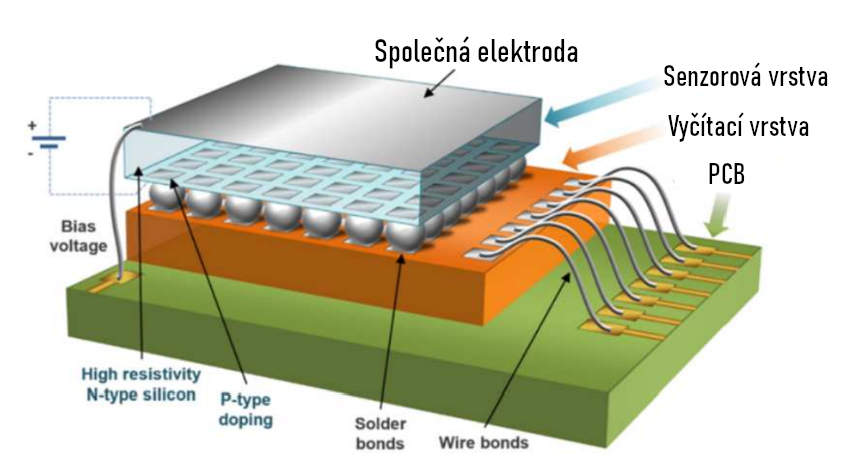 Společná elektroda
Senzorová vrstva
Vyčítací vrstva
PCB
+
-
Bias
voltage
High resistivity
N-type silicon
P-type
doping
Solder
bonds
Wire bonds